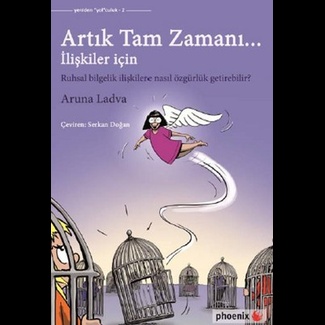 yeniden "yol"culuk - 2
Artık Tam Zamanı...
İlişkiler için
Ruhsal bilgelik ilişkilere nasıl özgürlük getirebilir?
Aruna Ladva
Çeviren: Serkan Doğan
phoenix